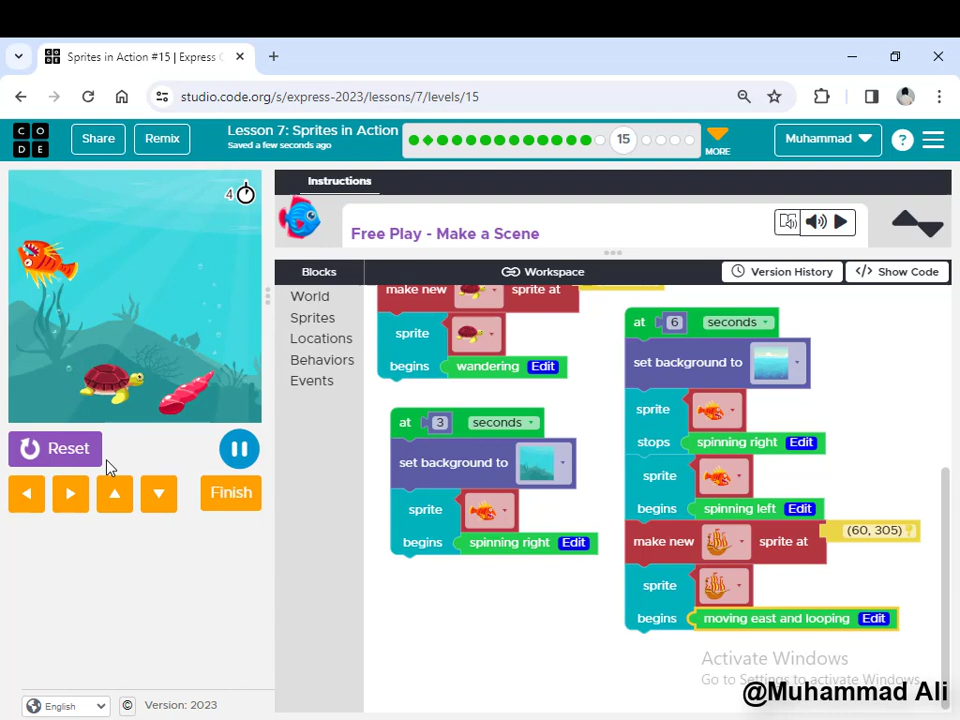 Sprites in Action #15 | Express C
studio.code.org/s/express-2023/lessons/7/levels/15
CO
DE
Share
Remix
Lesson 7: Sprites in Action
Saved a few seconds ago
15
MORE
Muhammad
?
4
Instructions
Free Play - Make a Scene
Blocks
Workspace
Version History
</> Show Code
World
Sprites
Locations
Behaviors
Events
make new sprite at
sprite
begins wandering Edit
at 3 seconds
set background to
sprite
begins spinning right Edit
at 6 seconds
set background to
sprite
stops spinning right Edit
sprite
begins spinning left Edit
make new sprite at (60, 305)
sprite
begins moving east and looping Edit
Reset
Finish
English
© Version: 2023
Activate Windows
Go to Settings to activate Windows.
@Muhammad Ali